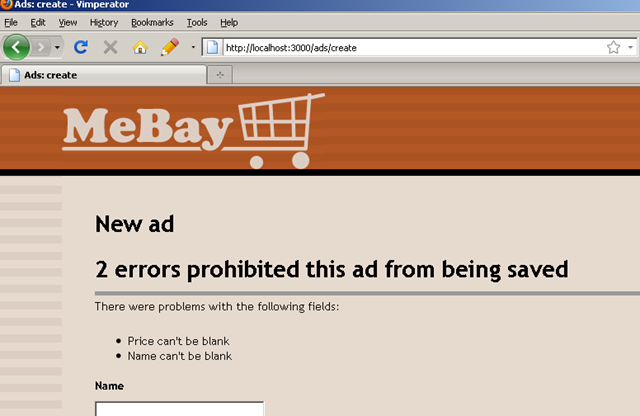 Ads: create - Vimperator
File Edit View History Bookmarks Tools Help
http://localhost:3000/ads/create
Ads: create
MeBay
New ad
2 errors prohibited this ad from being saved
There were problems with the following fields:
Price can't be blank
Name can't be blank
Name